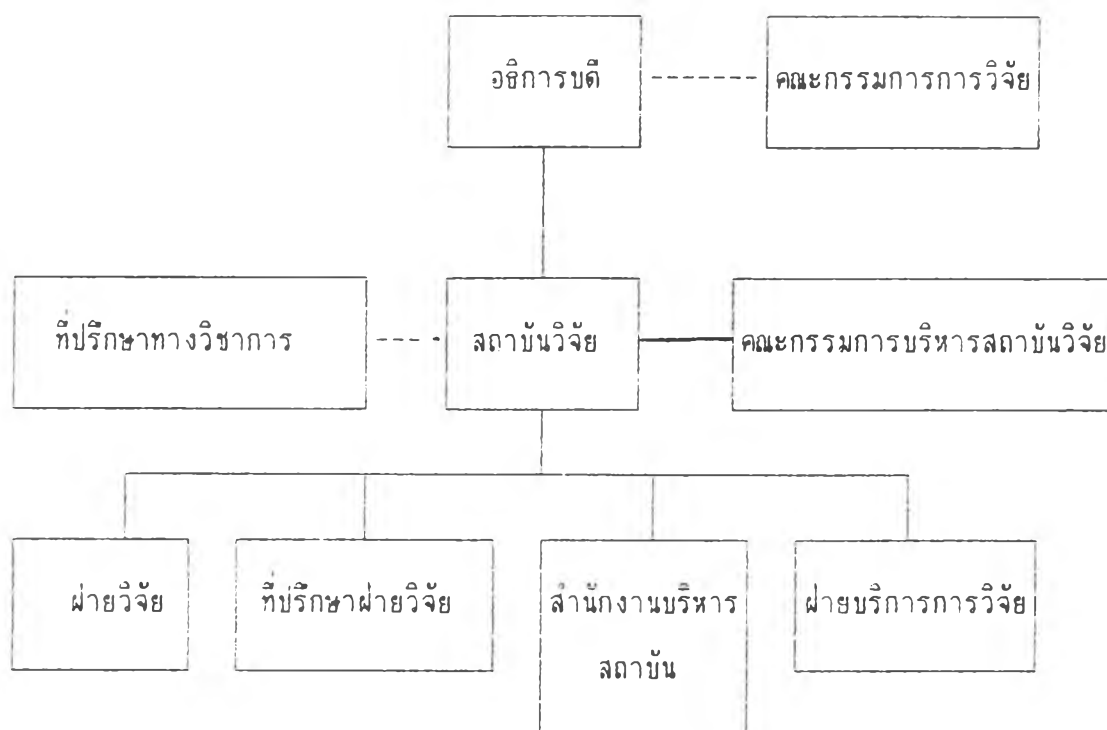 อธิการบดี
คณะกรรมการการวิจัย
ที่ปรึกษาทางวิชาการ
สถาบันวิจัย
คณะกรรมการบริหารสถาบันวิจัย
ฝ่ายวิจัย
ที่ปรึกษาฝ่ายวิจัย
สำนักงานบริหาร
สถาบัน
ฝ่ายบริการการวิจัย